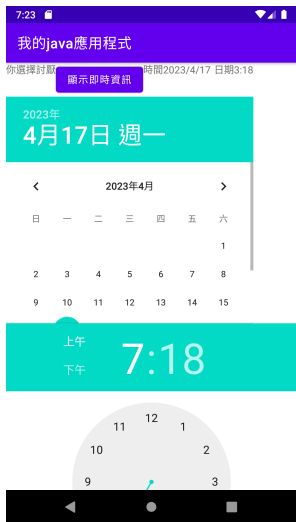 7:23
我的java應用程式
你選擇討厭 顯示即時資訊 時間2023/4/17 日期3:18
2023年
4月17日 週一
2023年4月
日 一 二 三 四 五 六
1
2 3 4 5 6 7 8
9 10 11 12 13 14 15
上午 7:18
下午
12
11 1
10 2
9 3